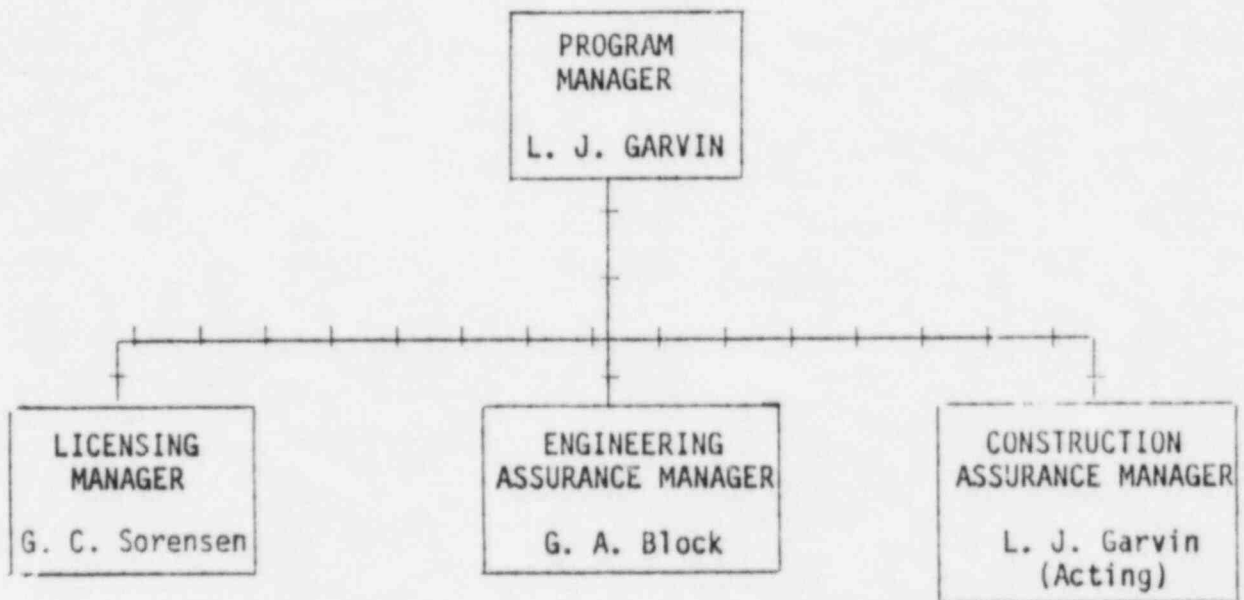 PROGRAM
MANAGER
L. J. GARVIN
LICENSING
MANAGER
G. C. Sorensen
ENGINEERING
ASSURANCE MANAGER
G. A. Block
CONSTRUCTION
ASSURANCE MANAGER
L. J. Garvin
(Acting)